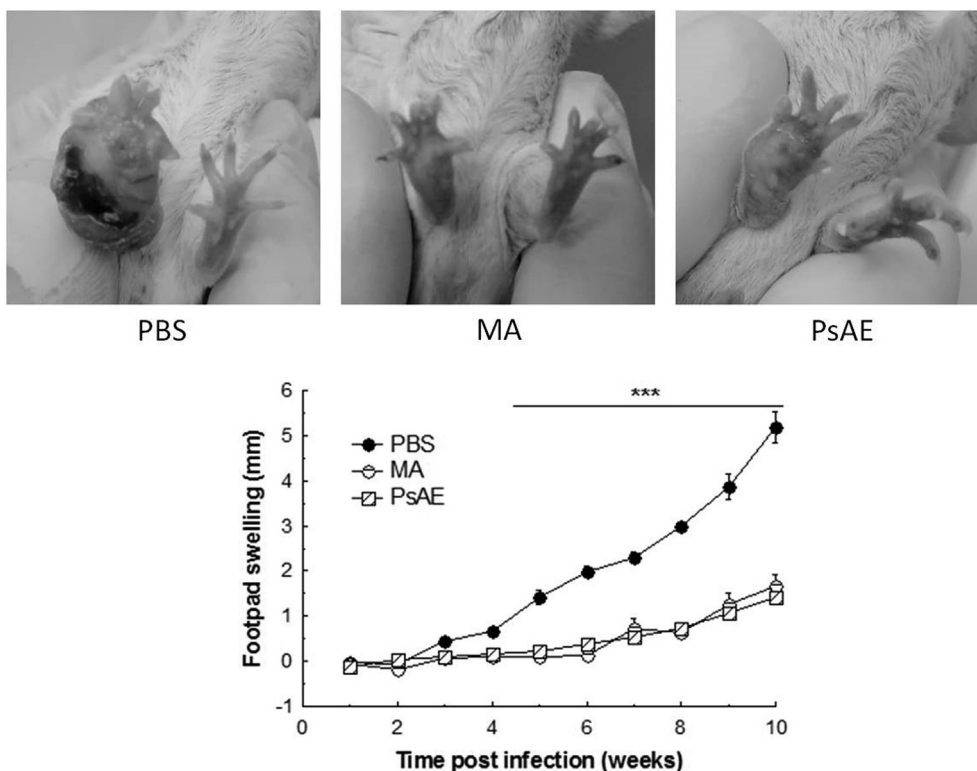 PBS
MA
PsAE
6
***
5
PBS
4
MA
PsAE
3
2
1
0
-1
0
2
4
6
8
10
Footpad swelling (mm)
Time post infection (weeks)